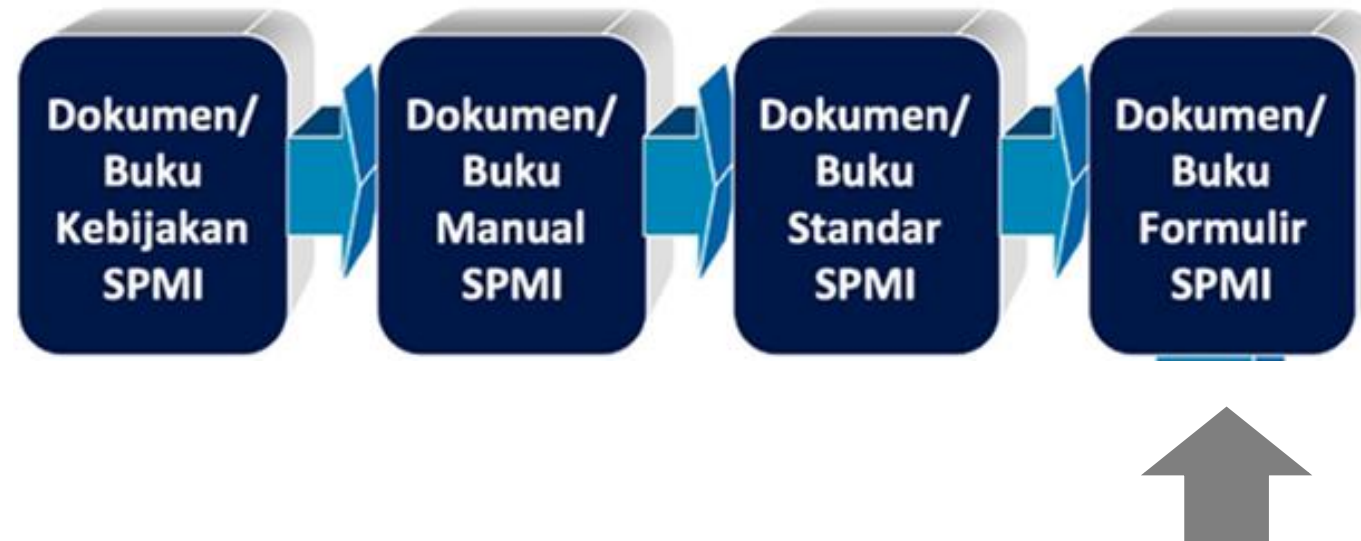 Dokumen/
Buku
Kebijakan
SPMI
Dokumen/
Buku
Manual
SPMI
Dokumen/
Buku
Standar
SPMI
Dokumen/
Buku
Formulir
SPMI